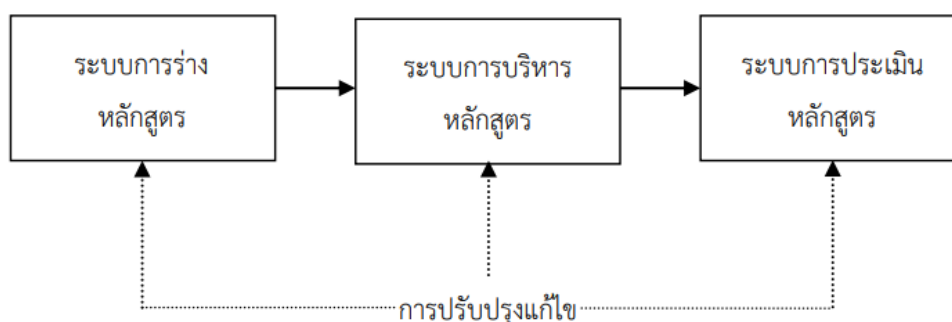 ระบบการร่าง
หลักสูตร
ระบบการบริหาร
หลักสูตร
ระบบการประเมิน
หลักสูตร
การปรับปรุงแก้ไข